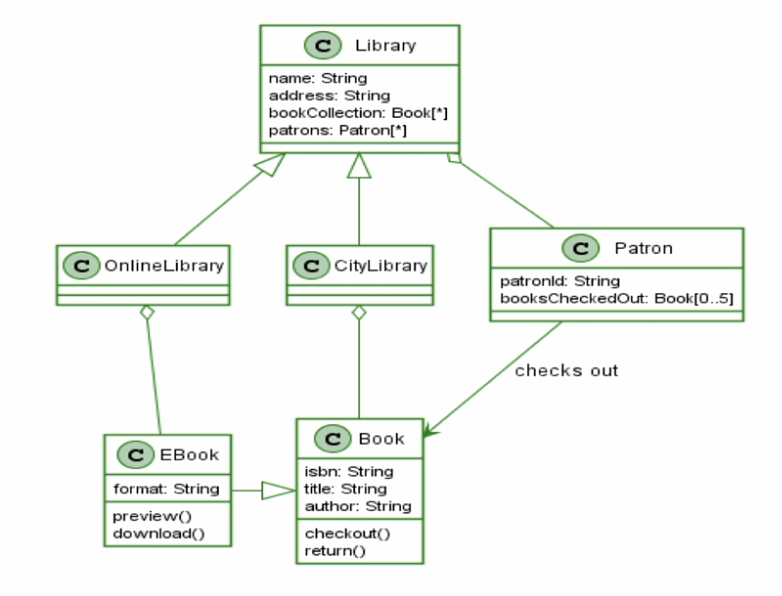 C Library
name: String
address: String
bookCollection: Book[*]
patrons: Patron[*]
C OnlineLibrary
C CityLibrary
C Patron
patronId: String
booksCheckedOut: Book[0..5]
checks out
C EBook
format: String
preview()
download()
C Book
isbn: String
title: String
author: String
checkout()
return()